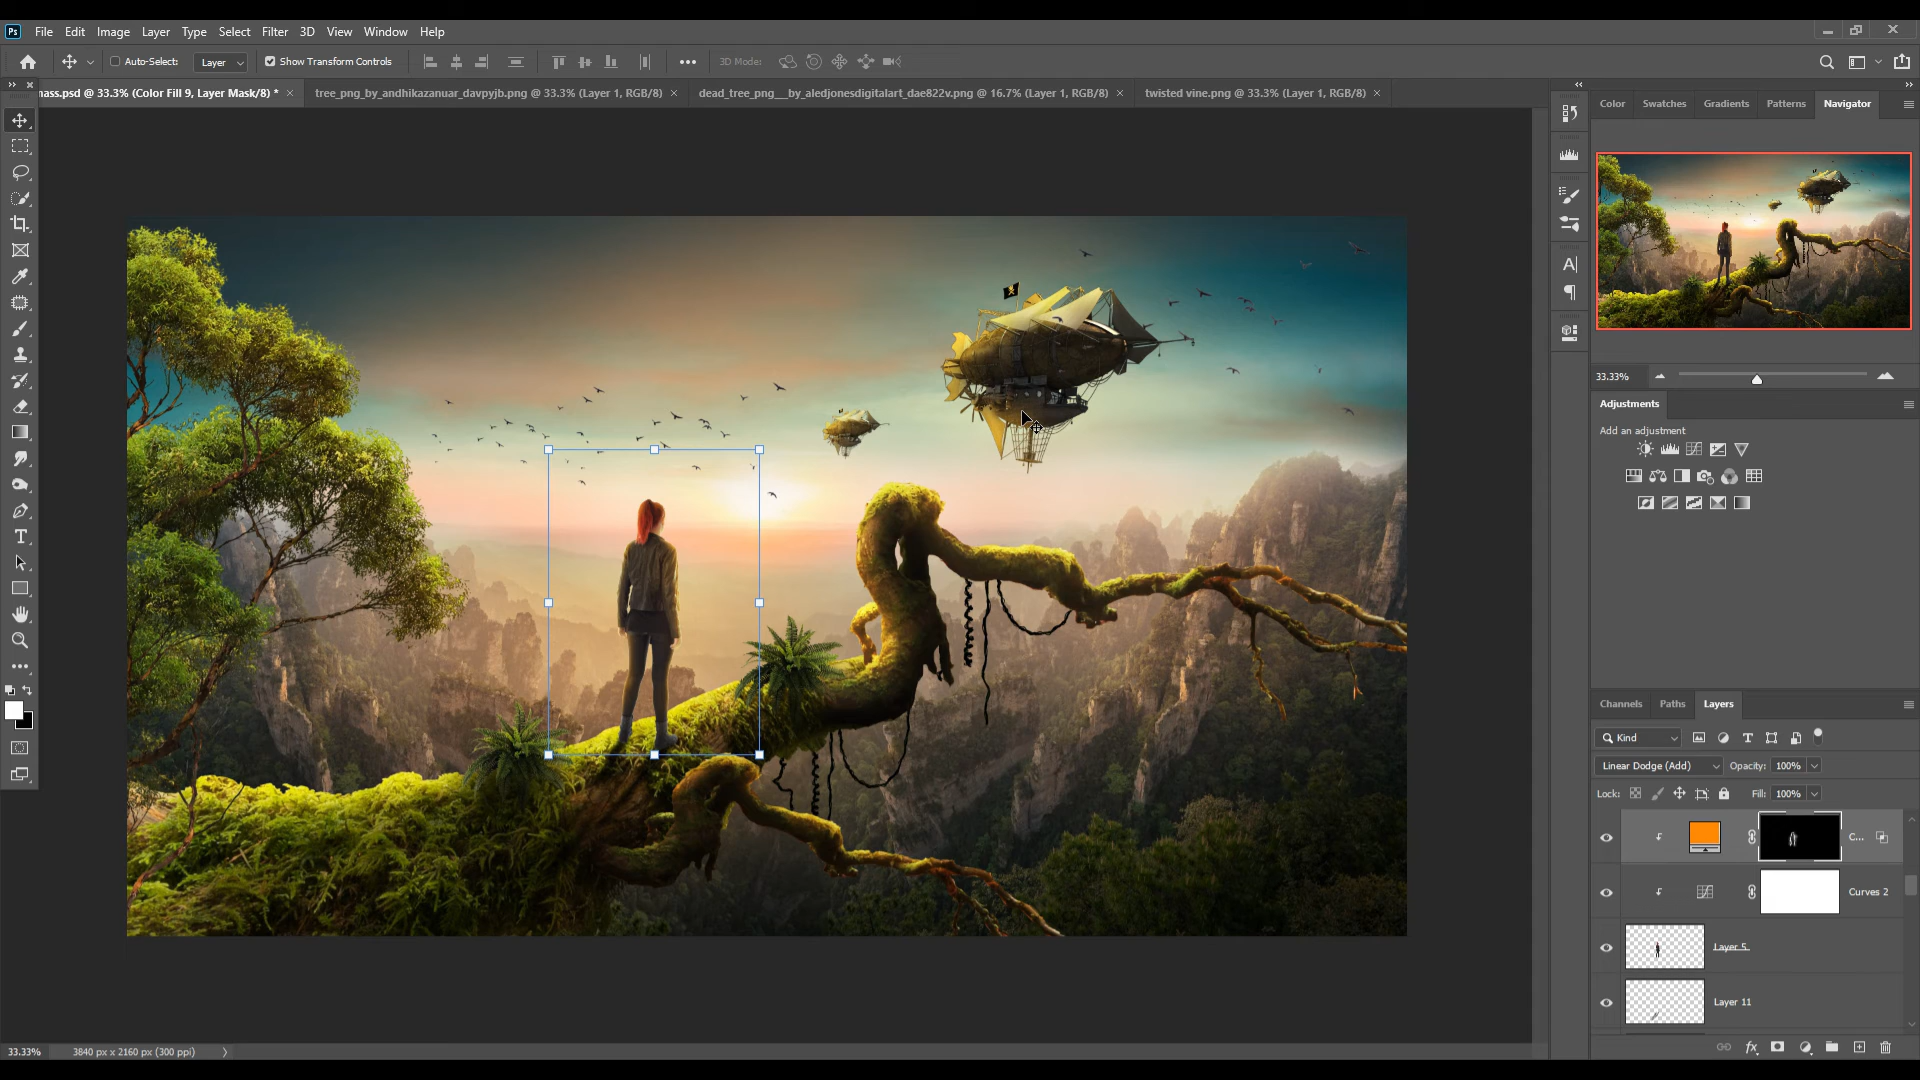 Ps File Edit Image Layer Type Select Filter 3D View Window Help
Auto-Select: Layer Show Transform Controls 3D Mode:
nass.psd @ 33.3% (Color Fill 9, Layer Mask/8) * tree_png_by_andhikazanuar_davpyjb.png @ 33.3% (Layer 1, RGB/8) dead_tree_png___by_aledjonesdigitalart_dae822v.png @ 16.7% (Layer 1, RGB/8) twisted vine.png @ 33.3% (Layer 1, RGB/8)
Color Swatches Gradients Patterns Navigator
33.33%
Adjustments
Add an adjustment
Channels Paths Layers
Kind
Linear Dodge (Add) Opacity: 100%
Lock: Fill: 100%
C...
Curves 2
Layer 5
Layer 11
33.33% 3840 px x 2160 px (300 ppi)